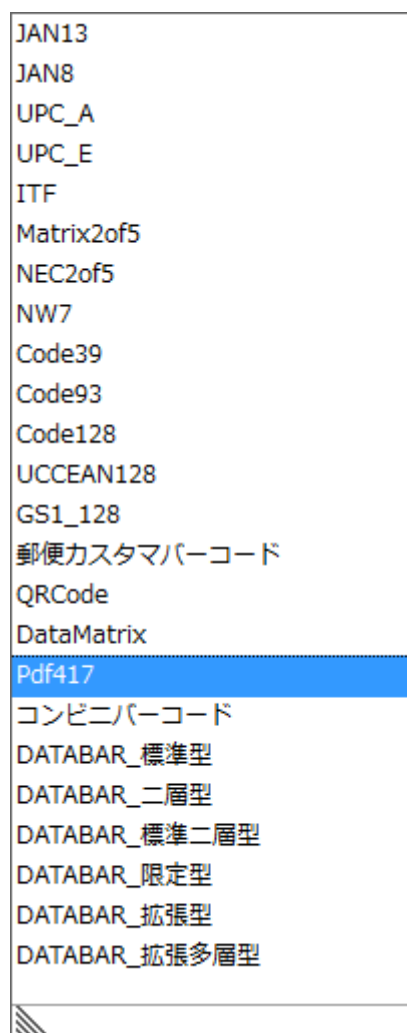 JAN13
JAN8
UPC_A
UPC_E
ITF
Matrix2of5
NEC2of5
NW7
Code39
Code93
Code128
UCCEAN128
GS1_128
郵便カスタマバーコード
QRCode
DataMatrix
Pdf417
コンビニバーコード
DATABAR_標準型
DATABAR_二層型
DATABAR_標準二層型
DATABAR_限定型
DATABAR_拡張型
DATABAR_拡張多層型